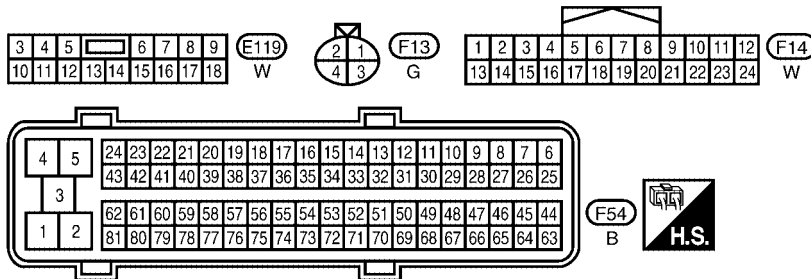 3 4 5 6 7 8 9
10 11 12 13 14 15 16 17 18
E119
W
2 1
4 3
F13
G
1 2 3 4 5 6 7 8 9 10 11 12
13 14 15 16 17 18 19 20 21 22 23 24
F14
W
4 5
3
1 2
24 23 22 21 20 19 18 17 16 15 14 13 12 11 10 9 8 7 6
43 42 41 40 39 38 37 36 35 34 33 32 31 30 29 28 27 26 25
62 61 60 59 58 57 56 55 54 53 52 51 50 49 48 47 46 45 44
81 80 79 78 77 76 75 74 73 72 71 70 69 68 67 66 65 64 63
F54
B
H.S.